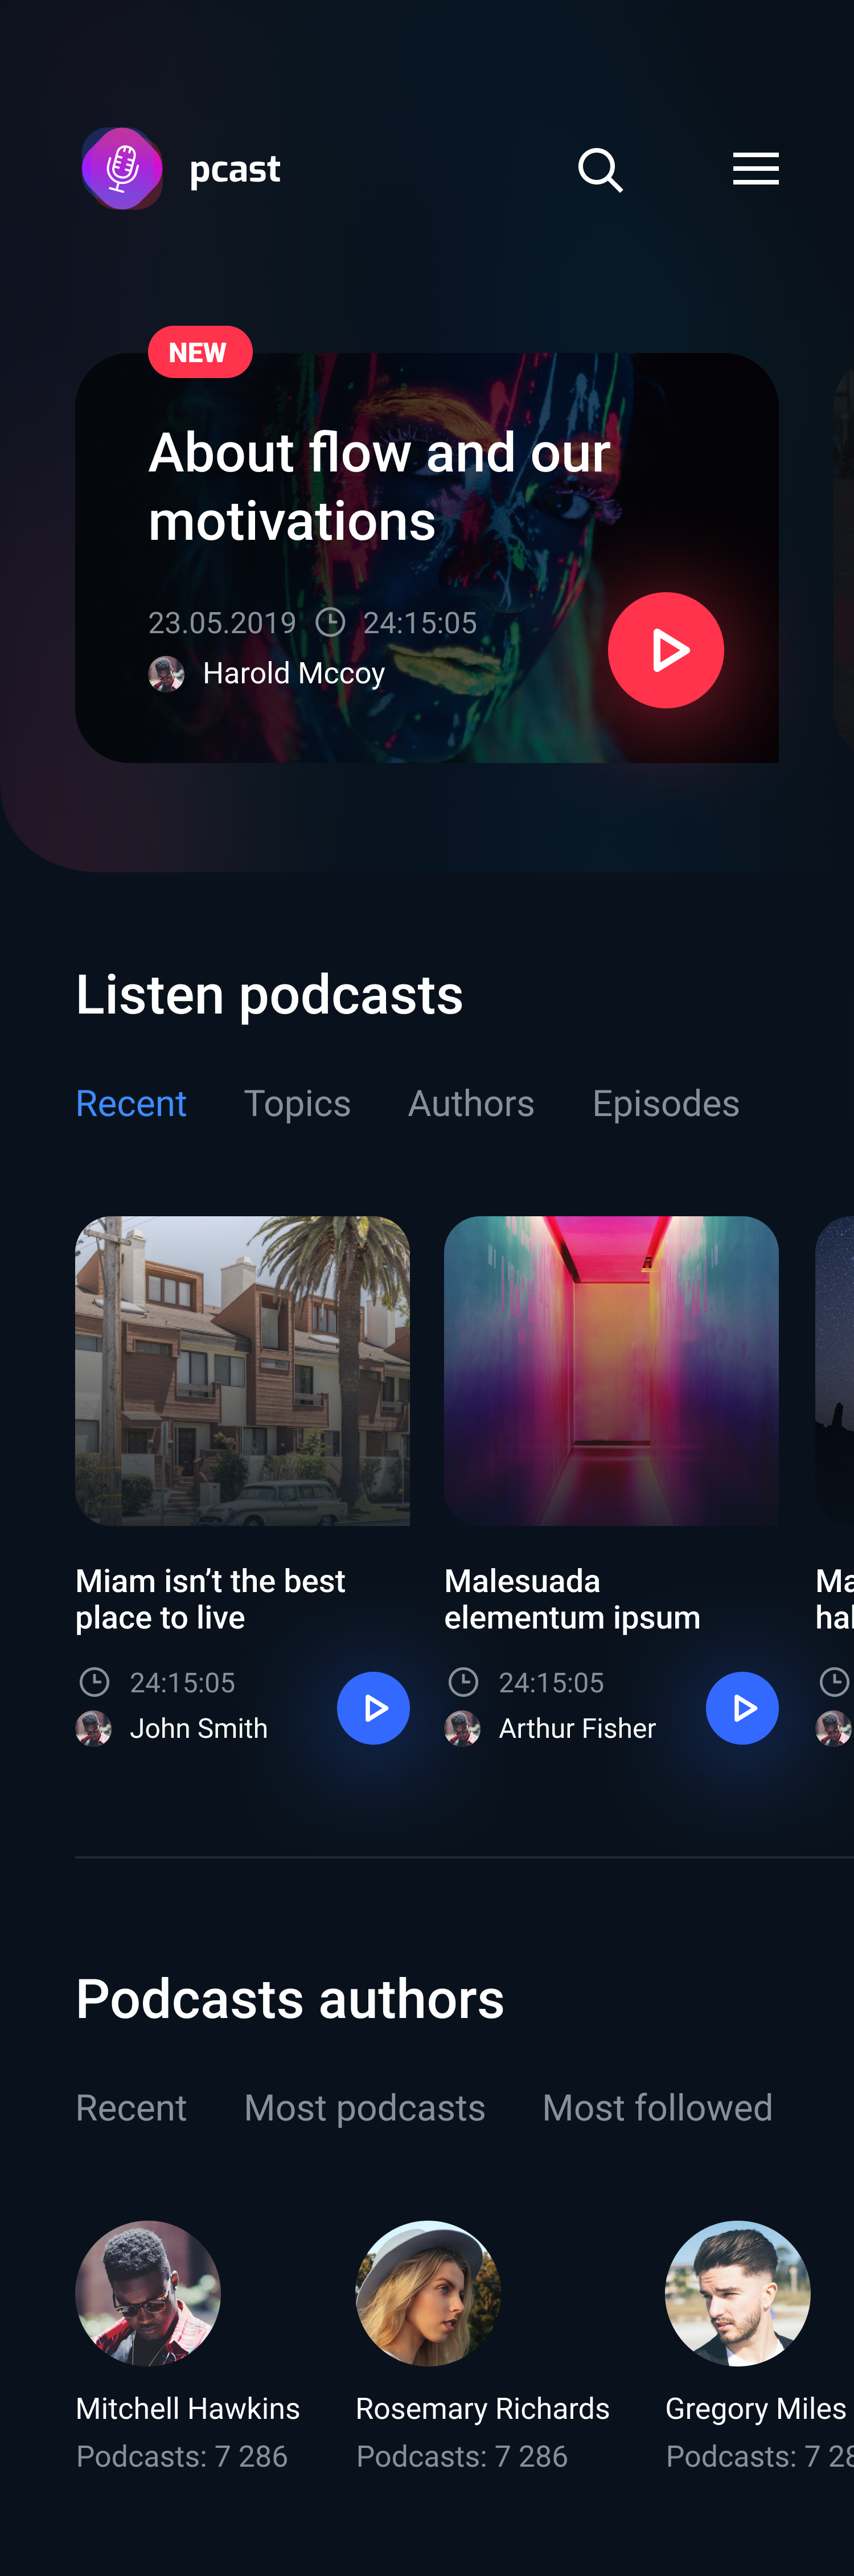 pcast
NEW
About flow and our
motivations
23.05.2019 24:15:05
Harold Mccoy
Listen podcasts
Recent Topics Authors Episodes
Miam isn’t the best
place to live
24:15:05
John Smith
Malesuada
elementum ipsum
24:15:05
Arthur Fisher
Ma
hal
Podcasts authors
Recent Most podcasts Most followed
Mitchell Hawkins
Podcasts: 7 286
Rosemary Richards
Podcasts: 7 286
Gregory Miles
Podcasts: 7 28